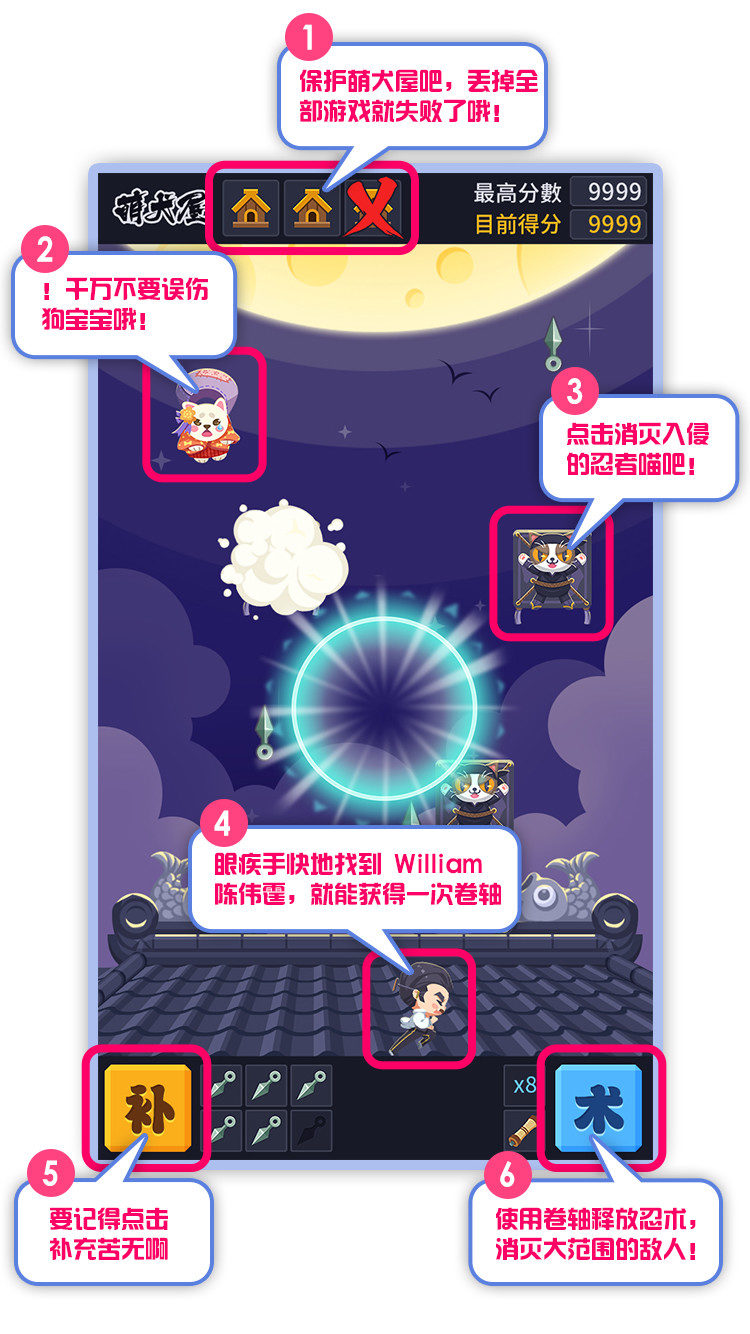 1
保护萌犬屋吧，丢掉全
部游戏就失败了哦！
萌犬屋
最高分數 9999
目前得分 9999
2
！千万不要误伤
狗宝宝哦！
3
点击消灭入侵
的忍者喵吧！
4
眼疾手快地找到 William
陈伟霆，就能获得一次卷轴
补
x8
术
5
要记得点击
补充苦无啊
6
使用卷轴释放忍术，
消灭大范围的敌人！